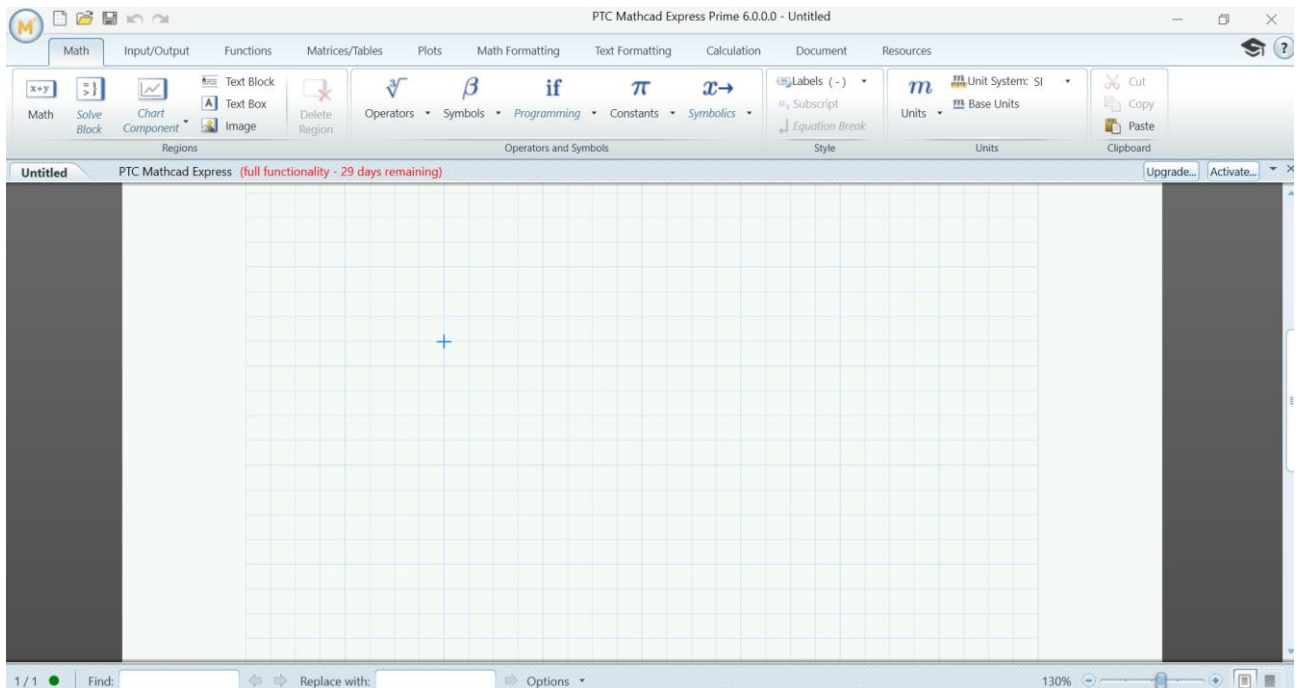 PTC Mathcad Express Prime 6.0.0.0 - Untitled
Math Input/Output Functions Matrices/Tables Plots Math Formatting Text Formatting Calculation Document Resources
Math
Solve Block
Chart Component
Text Block
Text Box
Image
Delete Region
Regions
Operators
Symbols
if
Programming
Constants
Symbolics
Operators and Symbols
Labels (-)
Subscript
Equation Break
Style
Units
Unit System: SI
Base Units
Units
Cut
Copy
Paste
Clipboard
Untitled PTC Mathcad Express (full functionality - 29 days remaining) Upgrade... Activate...
1 / 1 Find: Replace with: Options 130%